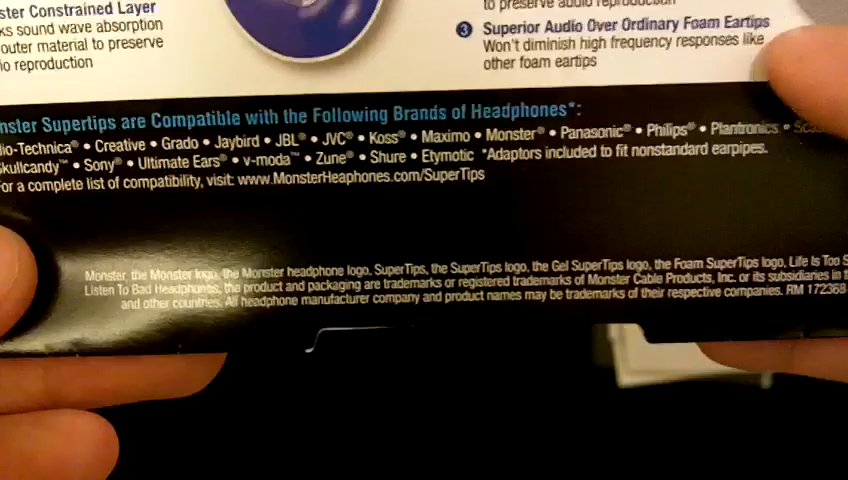 ster Constrained Layer
ks sound wave absorption
outer material to preserve
io reproduction
to preserve audio reproduction
3 Superior Audio Over Ordinary Foam Eartips
Won't diminish high frequency responses like
other foam eartips
nster Supertips are Compatible with the Following Brands of Headphones*:
dio-Technica® • Creative • Grado • Jaybird • JBL® • JVC® • Koss® • Maximo • Monster® • Panasonic® • Philips® • Plantronics •
Skullcandy™ • Sony® • Ultimate Ears® • v-moda™ • Zune® • Shure • Etymotic *Adaptors included to fit nonstandard earpipes.
For a complete list of compatibility, visit: www.MonsterHeaphones.com/SuperTips
Monster, the Monster logo, the Monster headphone logo, SuperTips, the SuperTips logo, the Gel SuperTips logo, the Foam SuperTips logo, Life Is Too S
Listen To Bad Headphones, the product and packaging are trademarks or registered trademarks of Monster Cable Products, Inc. or its subsidiaries in t
and other countries. All headphone manufacturer company and product names may be trademarks of their respective companies. RM 172368